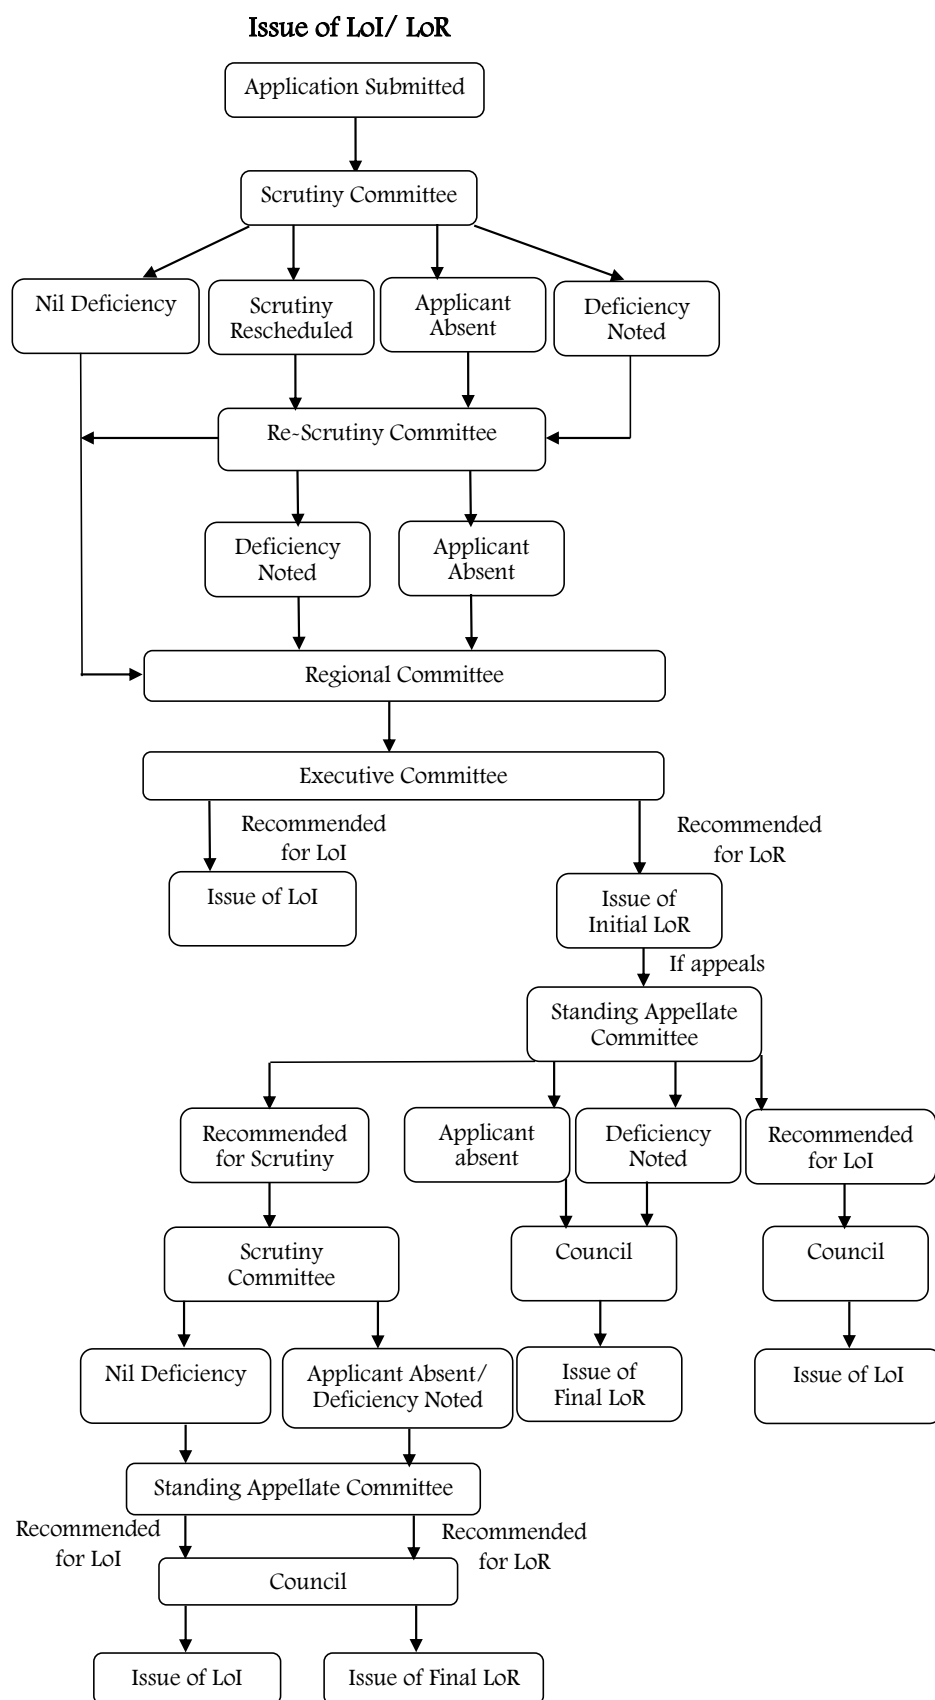 Issue of LoI/ LoR
Application Submitted
Scrutiny Committee
Nil Deficiency
Scrutiny
Rescheduled
Applicant
Absent
Deficiency
Noted
Re-Scrutiny Committee
Deficiency
Noted
Applicant
Absent
Regional Committee
Executive Committee
Recommended
for LoI
Recommended
for LoR
Issue of LoI
Issue of
Initial LoR
If appeals
Standing Appellate
Committee
Recommended
for Scrutiny
Applicant
absent
Deficiency
Noted
Recommended
for LoI
Scrutiny
Committee
Council
Council
Nil Deficiency
Applicant Absent/
Deficiency Noted
Issue of
Final LoR
Issue of LoI
Standing Appellate Committee
Recommended
for LoI
Recommended
for LoR
Council
Issue of LoI
Issue of Final LoR